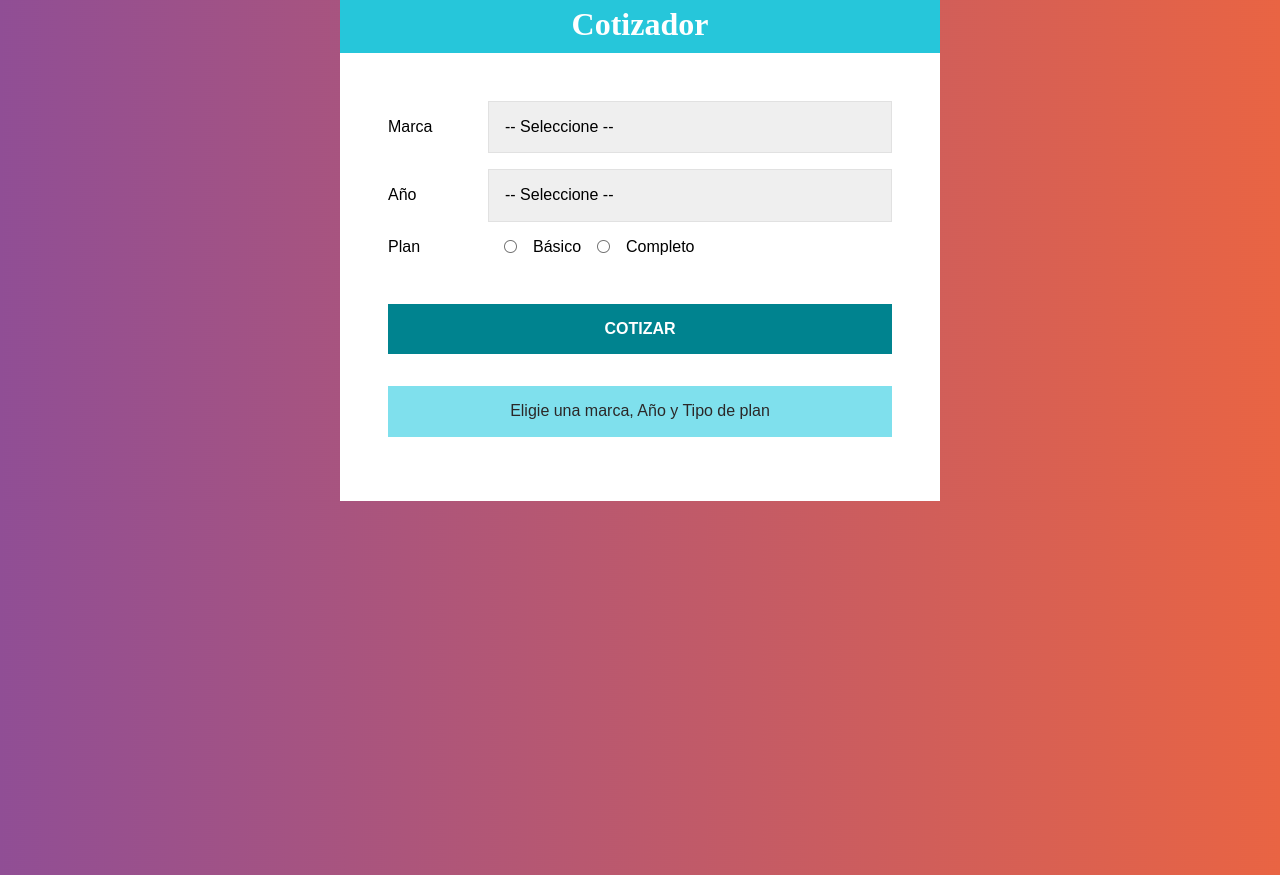 Cotizador
Marca
-- Seleccione --
Año
-- Seleccione --
Plan Básico Completo
COTIZAR
Eligie una marca, Año y Tipo de plan